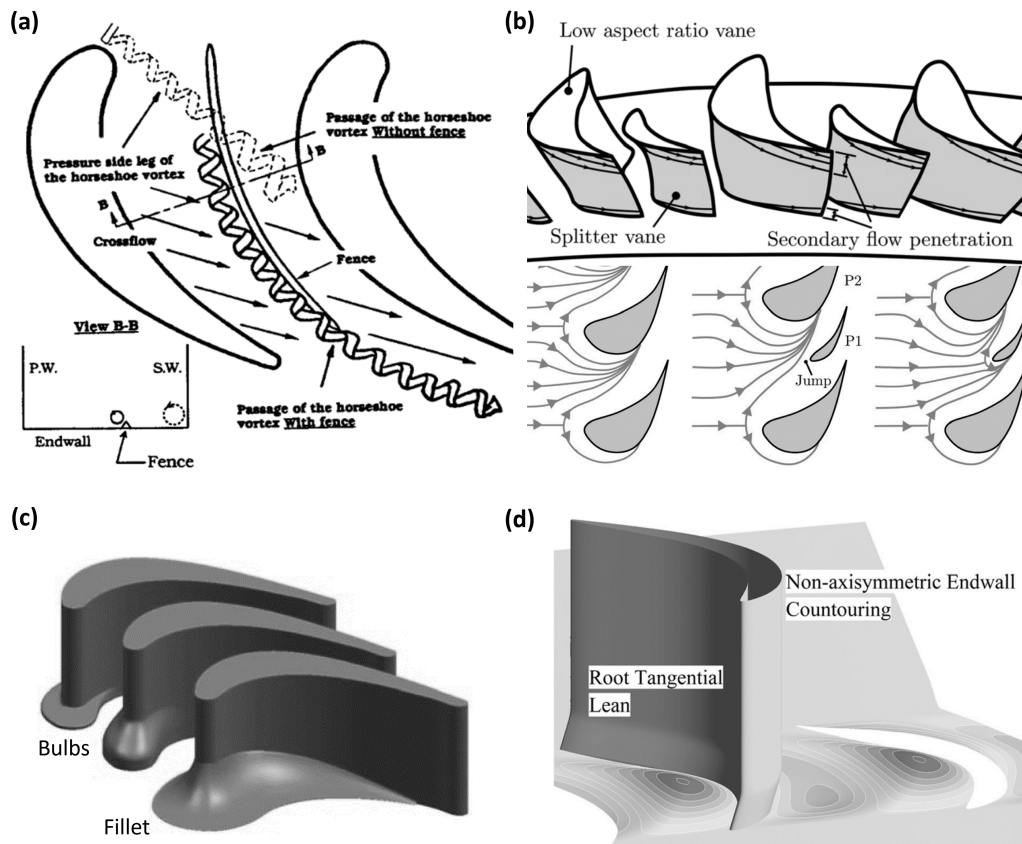 (a)
Passage of the horseshoe
vortex Without fence
B
Pressure side leg of
the horseshoe vortex
B
Crossflow
Fence
View B-B
P.W.
S.W.
Endwall
Fence
Passage of the horseshoe
vortex With fence
(b)
Low aspect ratio vane
Splitter vane
Secondary flow penetration
P2
P1
Jump
(c)
Bulbs
Fillet
(d)
Non-axisymmetric Endwall
Countouring
Root Tangential
Lean